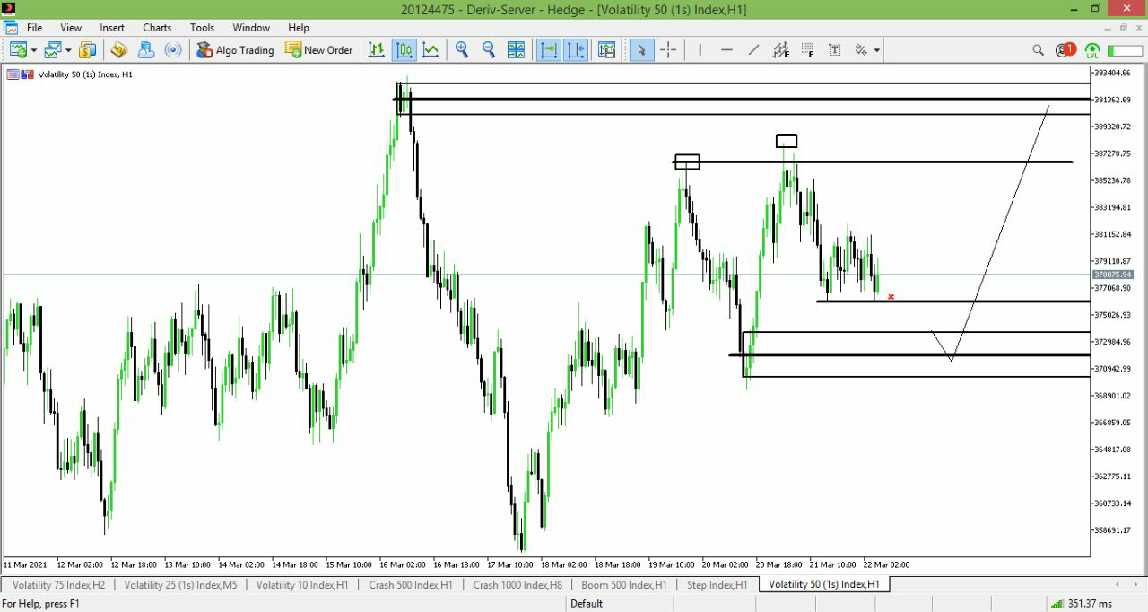 20124475 - Deriv-Server - Hedge - [Volatility 50 (1s) Index,H1]
File View Insert Charts Tools Window Help
Algo Trading New Order
1
LVL
Volatility 50 (1s) Index, H1
392404.66
391363.69
389320.72
387279.75
385234.78
383194.81
381152.84
379110.87
378675.54
377068.90
375026.93
372984.96
370942.99
368901.02
366859.05
364817.08
362775.11
360733.14
358691.17
11 Mar 2021 12 Mar 02:00 12 Mar 18:00 13 Mar 10:00 14 Mar 02:00 14 Mar 18:00 15 Mar 10:00 16 Mar 02:00 16 Mar 18:00 17 Mar 10:00 18 Mar 02:00 18 Mar 18:00 19 Mar 10:00 20 Mar 02:00 20 Mar 18:00 21 Mar 10:00 22 Mar 02:00
Volatility 75 Index,H2 Volatility 25 (1s) Index,M5 Volatility 10 Index,H1 Crash 500 Index,H1 Crash 1000 Index,H8 Boom 500 Index,H1 Step Index,H1 Volatility 50 (1s) Index,H1
For Help, press F1 Default 351.37 ms